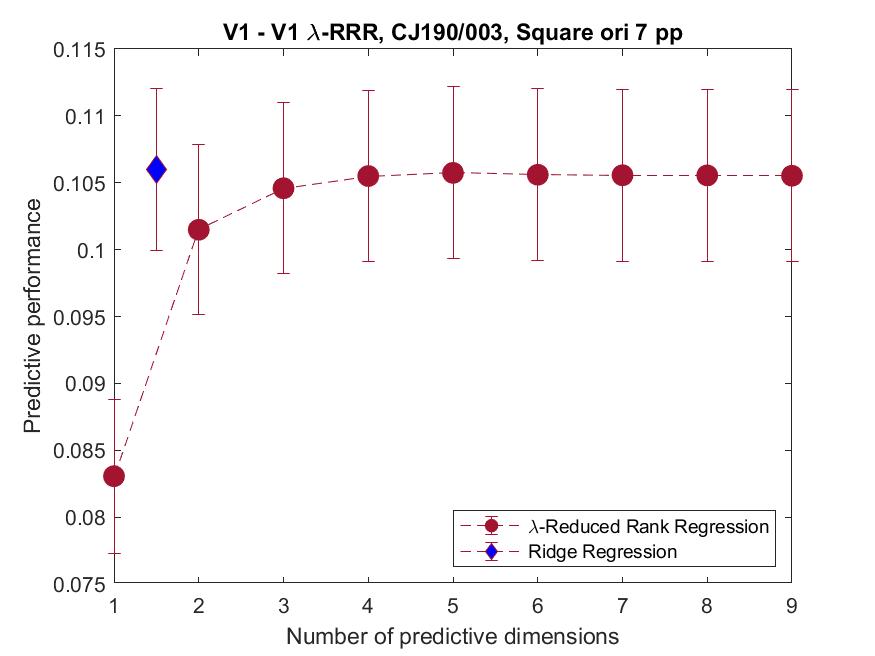 V1 - V1 λ-RRR, CJ190/003, Square ori 7 pp
0.115
0.11
0.105
0.1
0.095
0.09
0.085
0.08
0.075
Predictive performance
1 2 3 4 5 6 7 8 9
Number of predictive dimensions
λ-Reduced Rank Regression
Ridge Regression